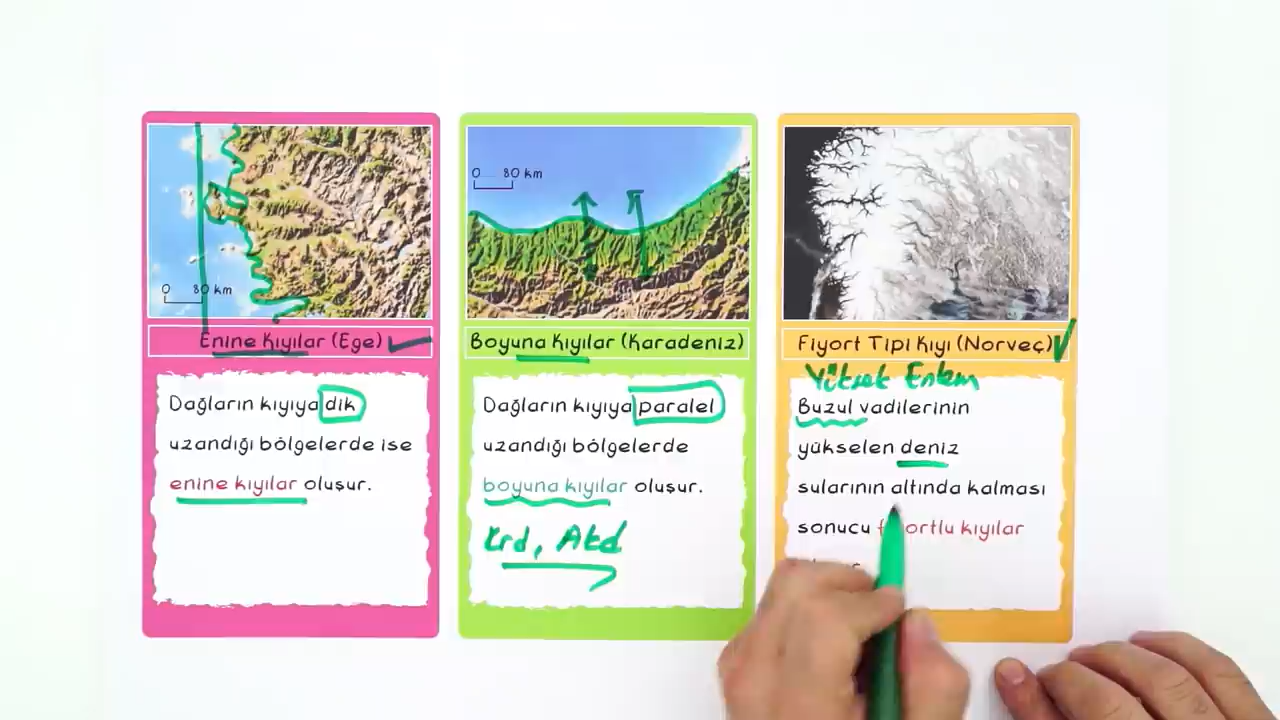 0 80 km
Enine Kıyılar (Ege)
Dağların kıyıya dik
uzandığı bölgelerde ise
enine kıyılar oluşur.
0 80 km
Boyuna Kıyılar (Karadeniz)
Dağların kıyıya paralel
uzandığı bölgelerde
boyuna kıyılar oluşur.
Krd, Akd
Fiyort Tipi Kıyı (Norveç)
Yüksek Enlem
Buzul vadilerinin
yükselen deniz
sularının altında kalması
sonucu kıyılar